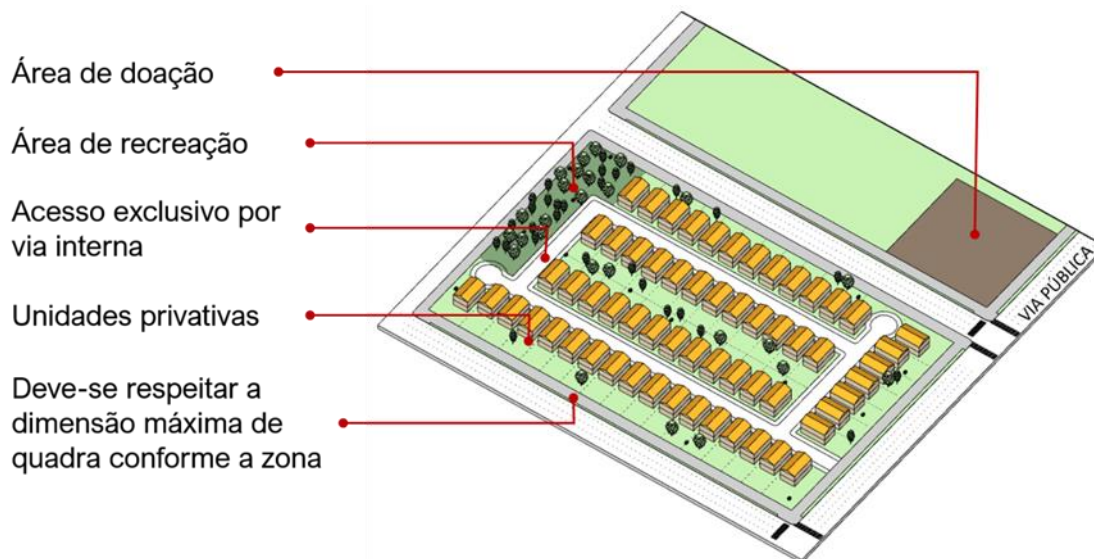 Área de doação
Área de recreação
Acesso exclusivo por
via interna
Unidades privativas
Deve-se respeitar a
dimensão máxima de
quadra conforme a zona
VIA PÚBLICA